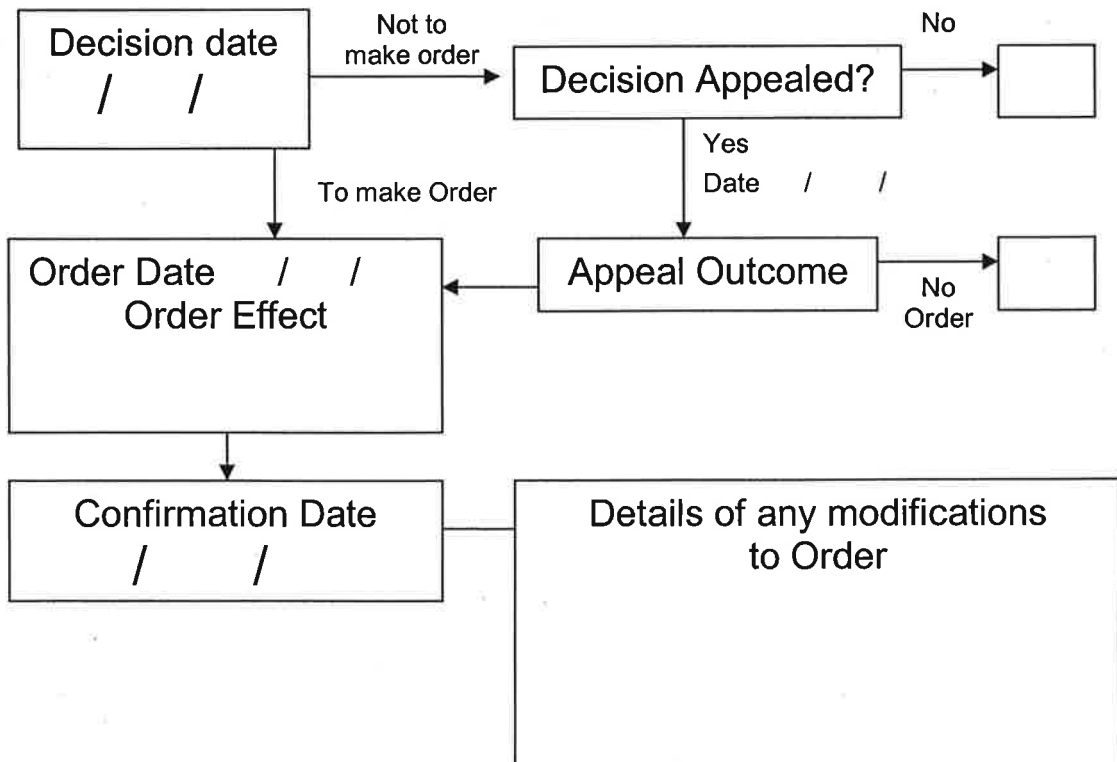 Decision date
/ /
Not to
make order
Decision Appealed?
No
To make Order
Yes
Date / /
Order Date / /
Order Effect
Appeal Outcome
No
Order
Confirmation Date
/ /
Details of any modifications
to Order